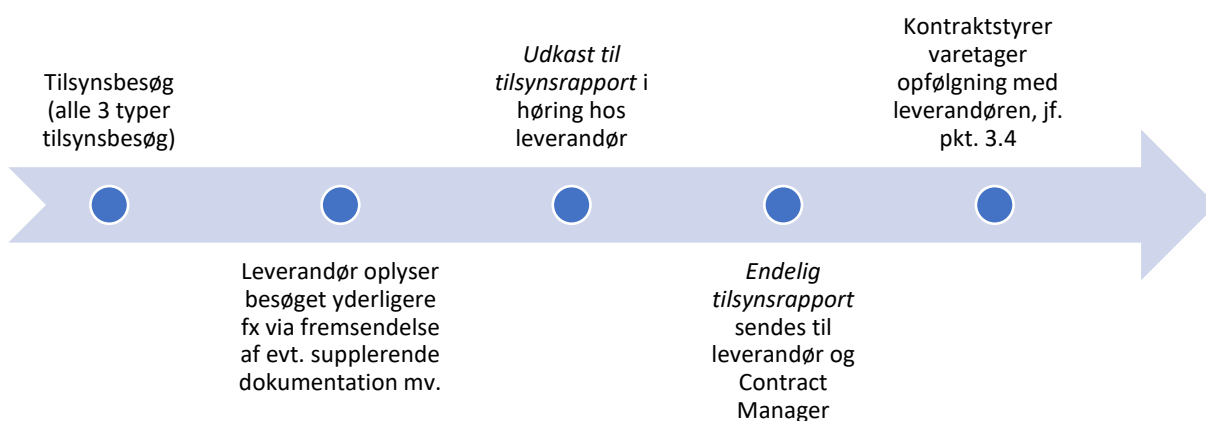 Tilsynsbesøg
(alle 3 typer
tilsynsbesøg)
Leverandør oplyser
besøget yderligere
fx via fremsendelse
af evt. supplerende
dokumentation mv.
Udkast til
tilsynsrapport i
høring hos
leverandør
Endelig
tilsynsrapport
sendes til
leverandør og
Contract
Manager
Kontraktstyrer
varetager
opfølgning med
leverandøren, jf.
pkt. 3.4